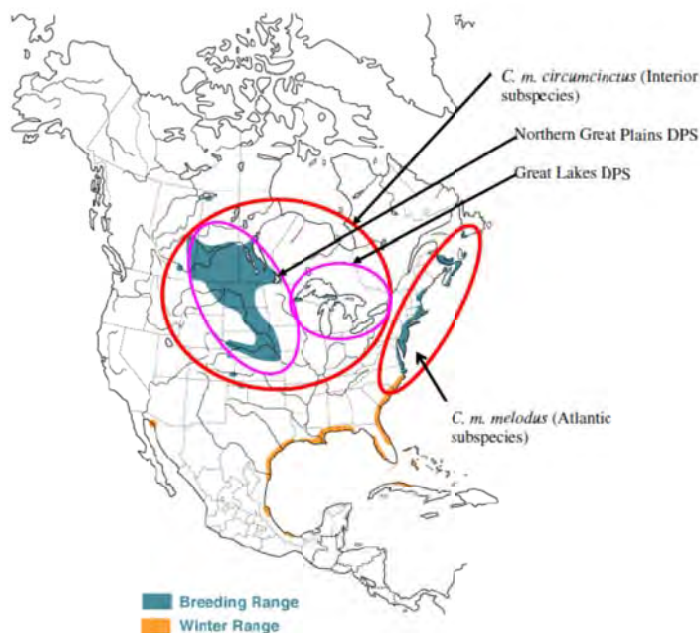 C. m. circumcinctus (Interior
subspecies)
Northern Great Plains DPS
Great Lakes DPS
C. m. melodus (Atlantic
subspecies)
Breeding Range
Winter Range